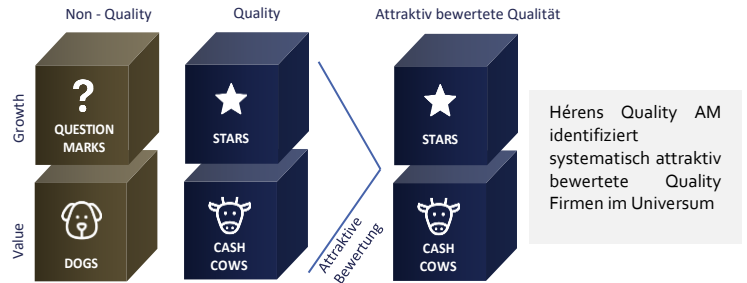 Non - Quality
Quality
Attraktiv bewertete Qualität
Growth
?
QUESTION
MARKS
STARS
STARS
Value
DOGS
CASH
COWS
Attraktive
Bewertung
CASH
COWS
Hérens Quality AM
identifiziert
systematisch attraktiv
bewertete Quality
Firmen im Universum